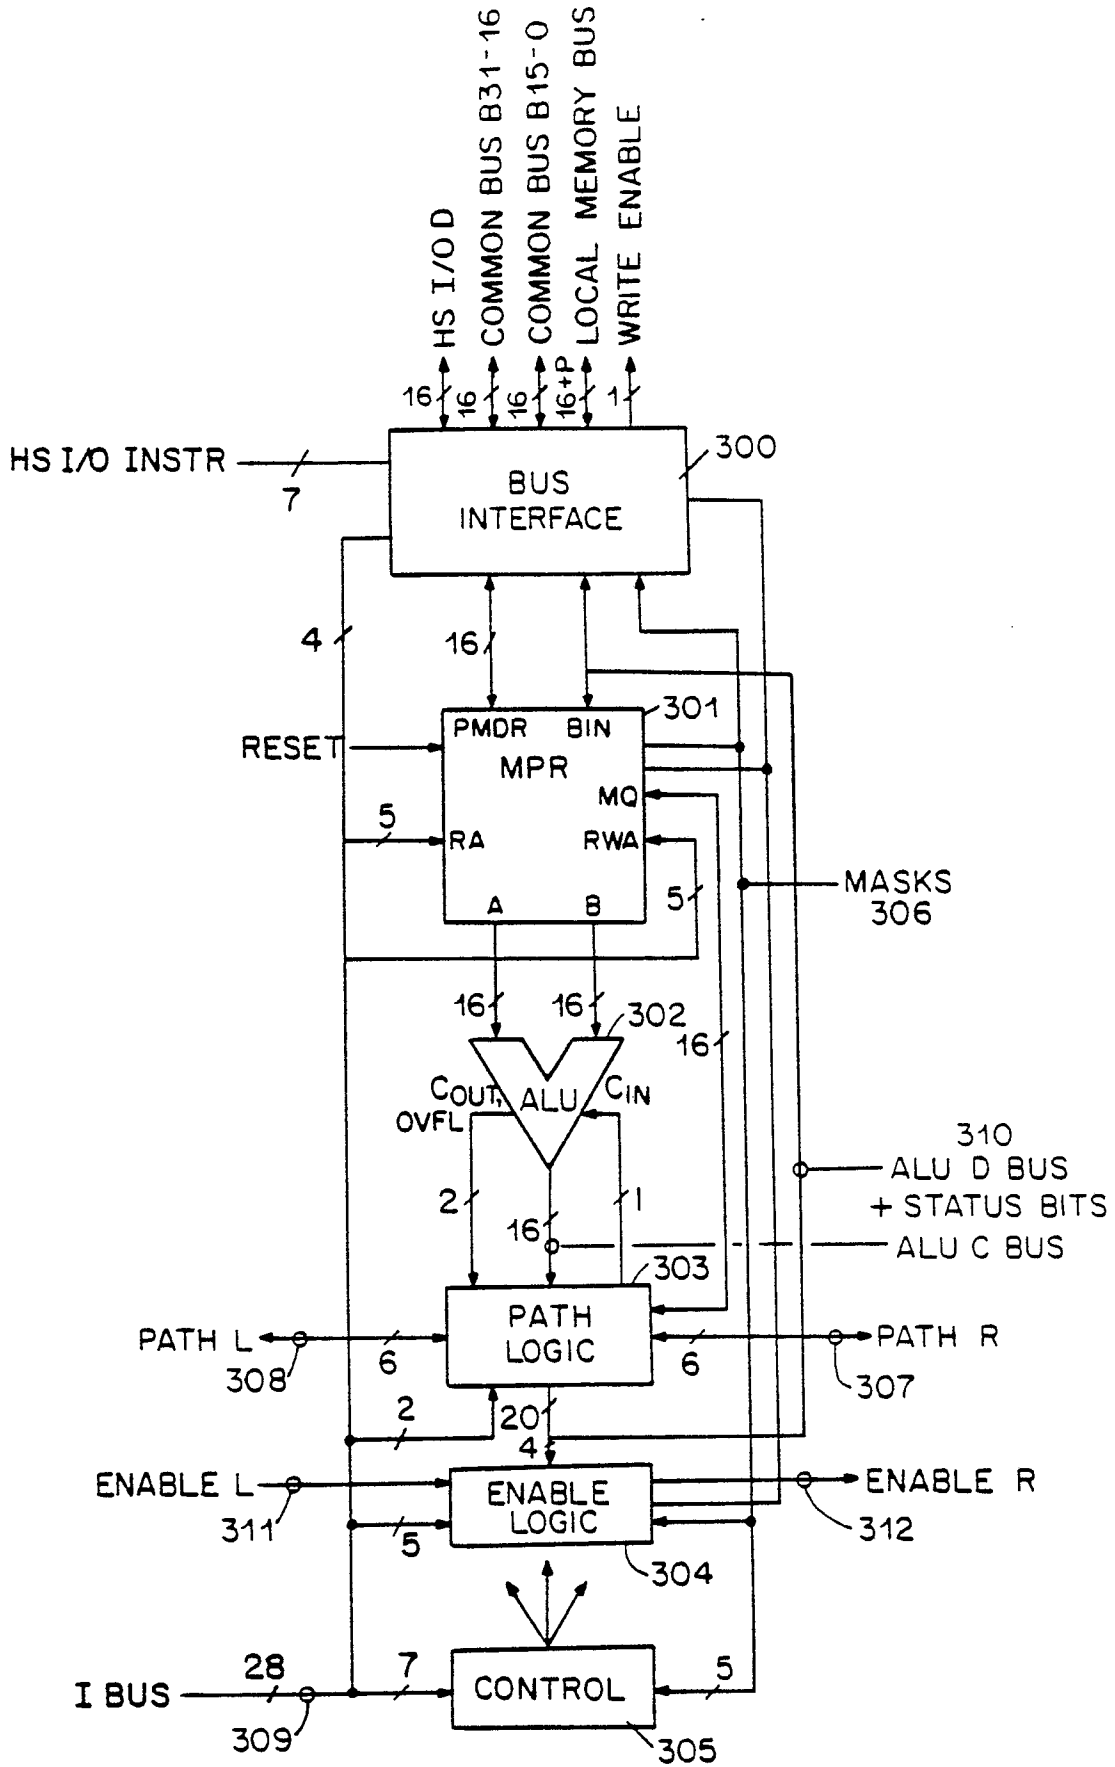 HS I/O D
COMMON BUS B31-16
COMMON BUS B15-0
LOCAL MEMORY BUS
WRITE ENABLE
16
16
16
16+P
1
HS I/O INSTR
7
300
BUS
INTERFACE
4
16
301
PMDR
BIN
RESET
MPR
MQ
5
RA
RWA
MASKS
306
5
A
B
16
16
302
16
COUT,
OVFL
ALU
CIN
310
ALU D BUS
+ STATUS BITS
2
16
1
ALU C BUS
303
PATH L
308
6
PATH
LOGIC
6
PATH R
307
2
20
4
ENABLE L
311
5
ENABLE
LOGIC
ENABLE R
312
304
I BUS
28
309
7
CONTROL
5
305